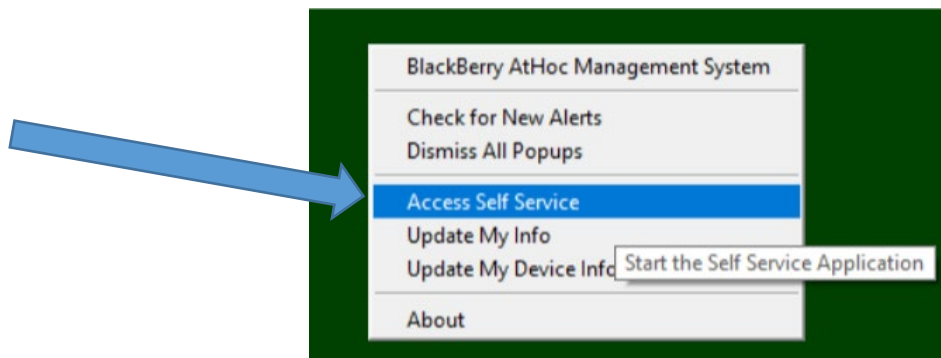 BlackBerry AtHoc Management System
Check for New Alerts
Dismiss All Popups
Access Self Service
Update My Info
Update My Device Info
Start the Self Service Application
About